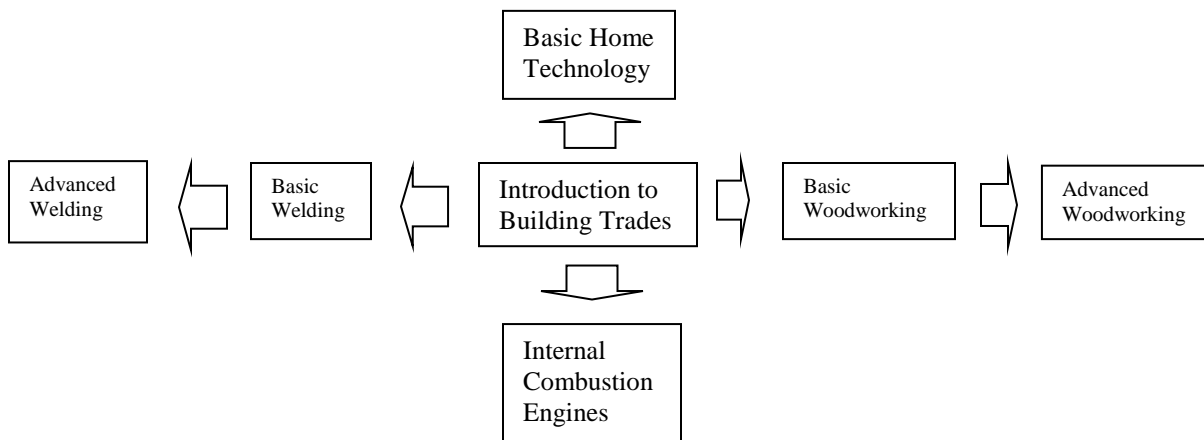 Basic Home
Technology
Advanced
Welding
Basic
Welding
Introduction to
Building Trades
Basic
Woodworking
Advanced
Woodworking
Internal
Combustion
Engines